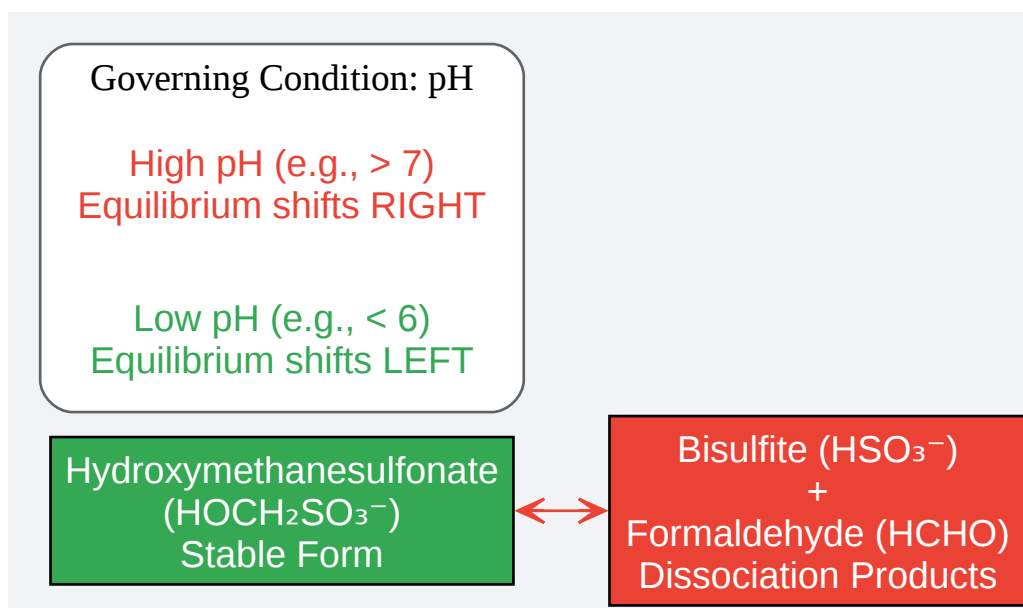 Governing Condition: pH
High pH (e.g., > 7)
Equilibrium shifts RIGHT
Low pH (e.g., < 6)
Equilibrium shifts LEFT
Hydroxymethanesulfonate
(HOCH₂SO₃⁻)
Stable Form
Bisulfite (HSO₃⁻)
+
Formaldehyde (HCHO)
Dissociation Products